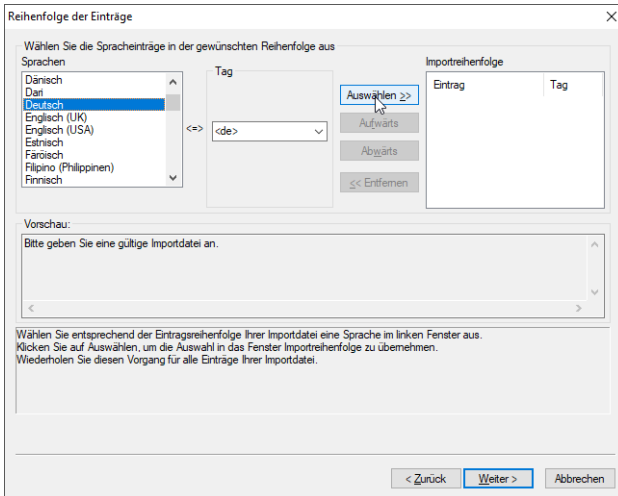 Reihenfolge der Einträge
Wählen Sie die Spracheinträge in der gewünschten Reihenfolge aus
Sprachen
Dänisch
Dari
Deutsch
Englisch (UK)
Englisch (USA)
Estnisch
Färöisch
Filipino (Philippinen)
Finnisch
<=>
Tag
<de>
Auswählen >>
Aufwärts
Abwärts
<< Entfernen
Importreihenfolge
Eintrag Tag
Vorschau:
Bitte geben Sie eine gültige Importdatei an.
Wählen Sie entsprechend der Eintragsreihenfolge Ihrer Importdatei eine Sprache im linken Fenster aus.
Klicken Sie auf Auswählen, um die Auswahl in das Fenster Importreihenfolge zu übernehmen.
Wiederholen Sie diesen Vorgang für alle Einträge Ihrer Importdatei.
< Zurück Weiter > Abbrechen